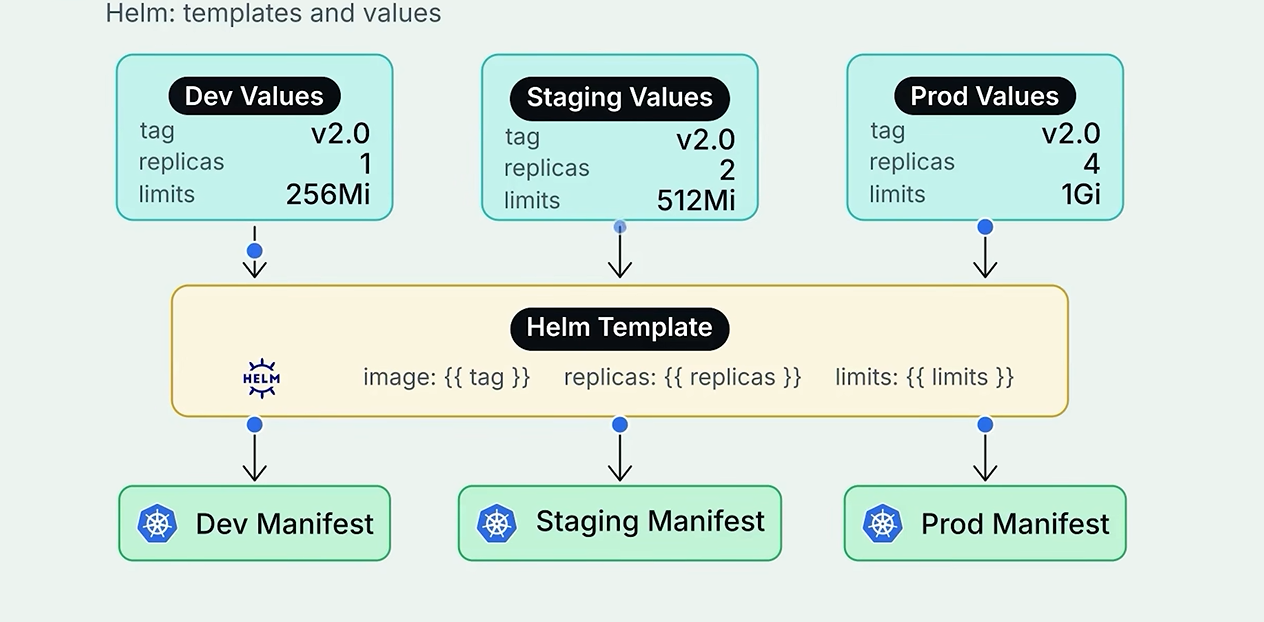 Helm: templates and values
Dev Values
tag v2.0
replicas 1
limits 256Mi
Staging Values
tag v2.0
replicas 2
limits 512Mi
Prod Values
tag v2.0
replicas 4
limits 1Gi
Helm Template
HELM
image: {{ tag }} replicas: {{ replicas }} limits: {{ limits }}
Dev Manifest
Staging Manifest
Prod Manifest